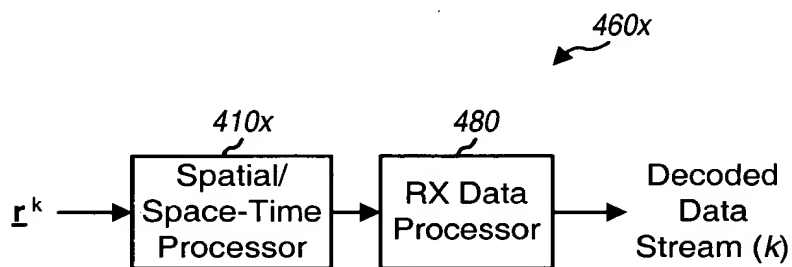 460x
410x
480
r^k
Spatial/
Space-Time
Processor
RX Data
Processor
Decoded
Data
Stream (k)